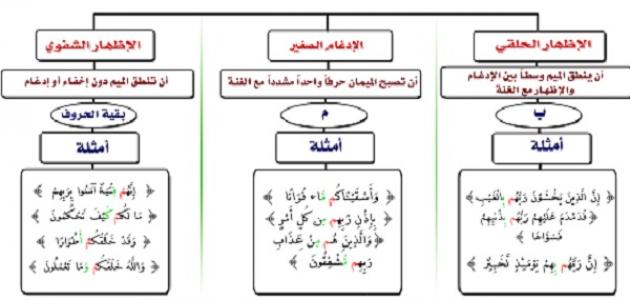 الإظهار الحلقي
أن ينطق الميم وسطاً بين الإدغام
والإظهار مع الغنة
ب
أمثلة
﴿ إِنَّ الَّذِينَ يَخْشَوْنَ رَبَّهُم بِالْغَيْبِ ﴾
﴿ فَدَمْدَمَ عَلَيْهِمْ رَبُّهُم بِذَنبِهِمْ
فَسَوَّاهَا ﴾
﴿ إِنَّ رَبَّهُم بِهِمْ يَوْمَئِذٍ لَّخَبِيرٌ ﴾
الإدغام الصغير
أن تصبح الميمان حرفاً واحداً مشدداً مع الغنة
م
أمثلة
﴿ وَأَسْقَيْنَاكُم مَّاء فُرَاتًا ﴾
﴿ بِإِذْنِ رَبِّهِم مِّن كُلِّ أَمْرٍ ﴾
﴿ وَالَّذِينَ هُم مِّنْ عَذَابِ
رَبِّهِم مُّشْفِقُونَ ﴾
الإظهار الشفوي
أن تنطق الميم دون إخفاء أو إدغام
بقية الحروف
أمثلة
﴿ إِنَّهُمْ فِتْيَةٌ آمَنُوا بِرَبِّهِمْ ﴾
﴿ مَا لَكُمْ كَيْفَ تَحْكُمُونَ ﴾
﴿ وَقَدْ خَلَقَكُمْ أَطْوَارًا ﴾
﴿ وَاللَّهُ خَلَقَكُمْ وَمَا تَعْمَلُونَ ﴾